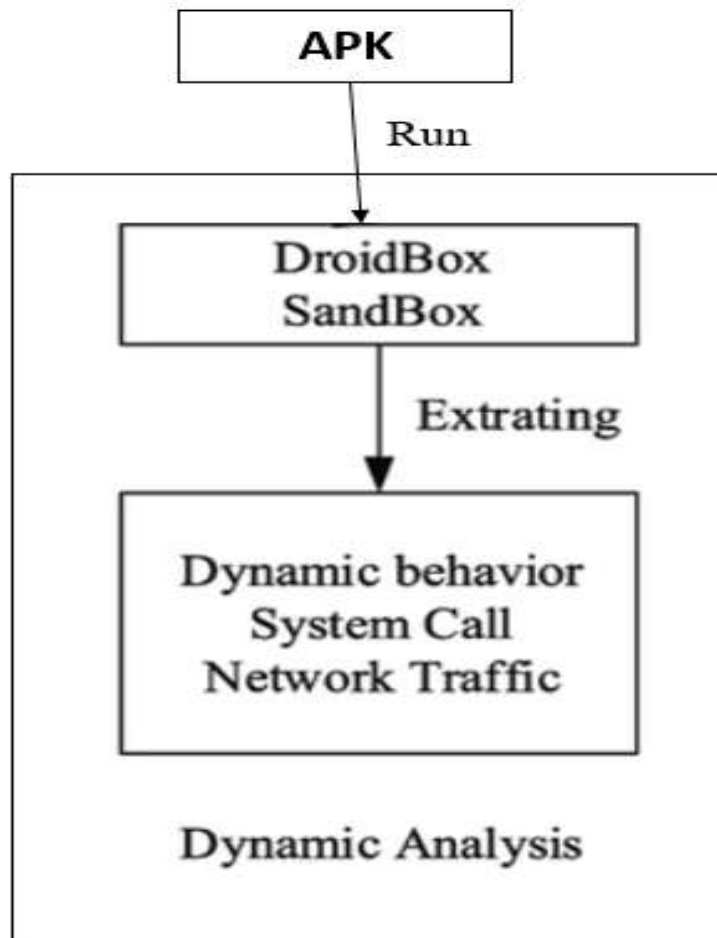 APK
Run
DroidBox
SandBox
Extrating
Dynamic behavior
System Call
Network Traffic
Dynamic Analysis